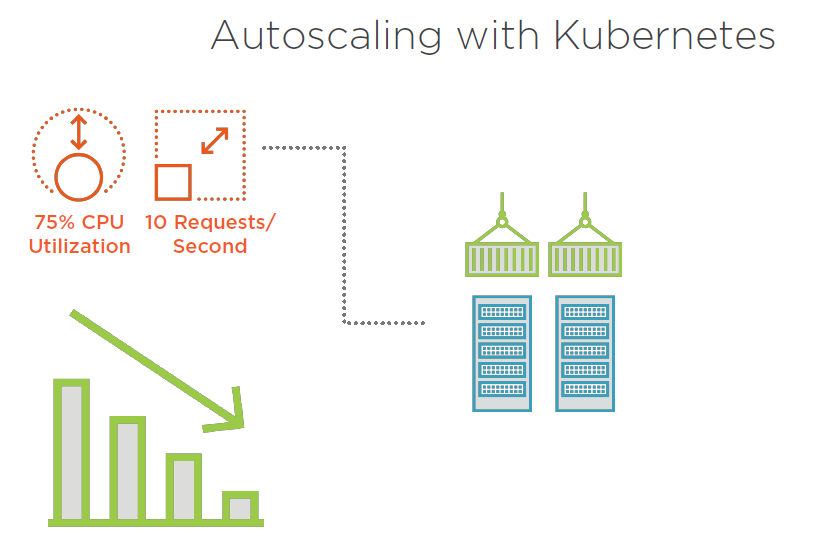 Autoscaling with Kubernetes
75% CPU
Utilization
10 Requests/
Second